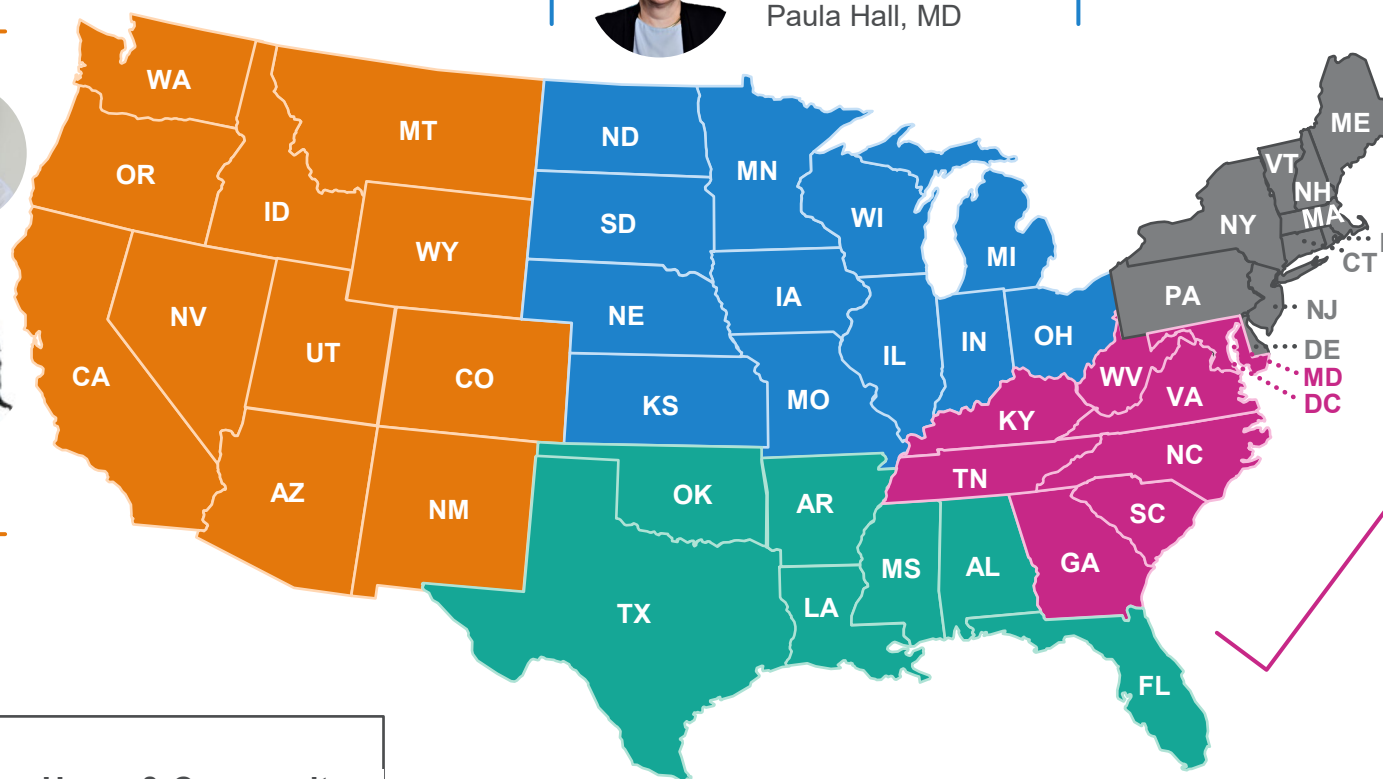 Paula Hall, MD
WA
MT
ND
MN
ME
OR
ID
SD
WI
VT
NH
MA
NY
WY
MI
CT
NV
NE
IA
PA
NJ
UT
IL
IN
OH
DE
CA
CO
KS
MO
WV
VA
MD
DC
KY
AZ
NM
OK
AR
TN
NC
SC
TX
LA
MS
AL
GA
FL